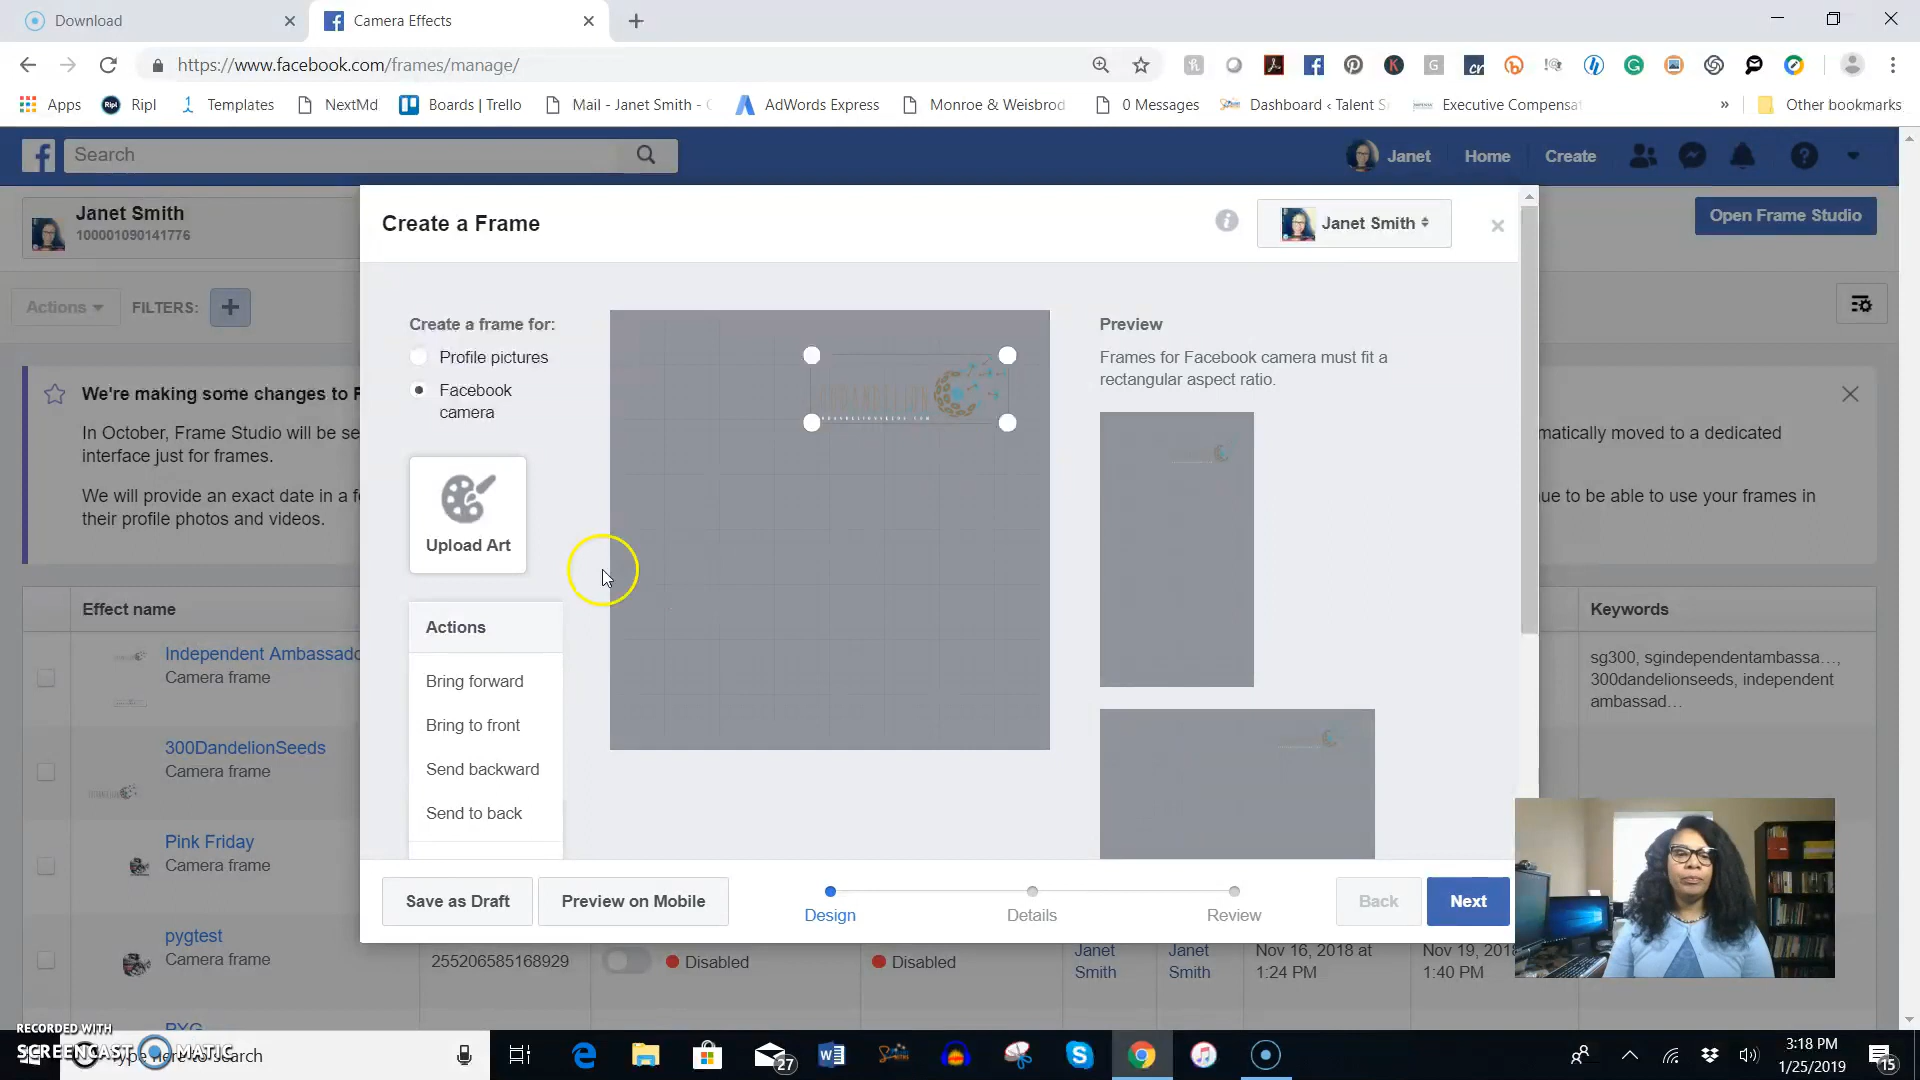 Download
Camera Effects
https://www.facebook.com/frames/manage/
Apps
Ripl
Templates
NextMd
Boards | Trello
Mail - Janet Smith - 
AdWords Express
Monroe & Weisbrod
0 Messages
Dashboard ‹ Talent S
Executive Compensat
»
Other bookmarks
Search
Janet
Home
Create
Janet Smith
100001090141776
Open Frame Studio
Create a Frame
Janet Smith
Actions
FILTERS:
Create a frame for:
Profile pictures
Facebook
camera
Upload Art
Actions
Bring forward
Bring to front
Send backward
Send to back
Preview
Frames for Facebook camera must fit a
rectangular aspect ratio.
We're making some changes to F
In October, Frame Studio will be se
interface just for frames.
We will provide an exact date in a f
their profile photos and videos.
matically moved to a dedicated
ue to be able to use your frames in
Effect name
Keywords
Independent Ambassado
Camera frame
sg300, sgindependentambassa…,
300dandelionseeds, independent
ambassad…
300DandelionSeeds
Camera frame
Pink Friday
Camera frame
pygtest
Camera frame
255206585168929
Disabled
Disabled
Janet
Smith
Janet
Smith
Nov 16, 2018 at
1:24 PM
Nov 19, 2018
1:40 PM
PYG
Save as Draft
Preview on Mobile
Design
Details
Review
Back
Next
RECORDED WITH
SCREENCAST MATIC
Type here to search
27
3:18 PM
1/25/2019
15